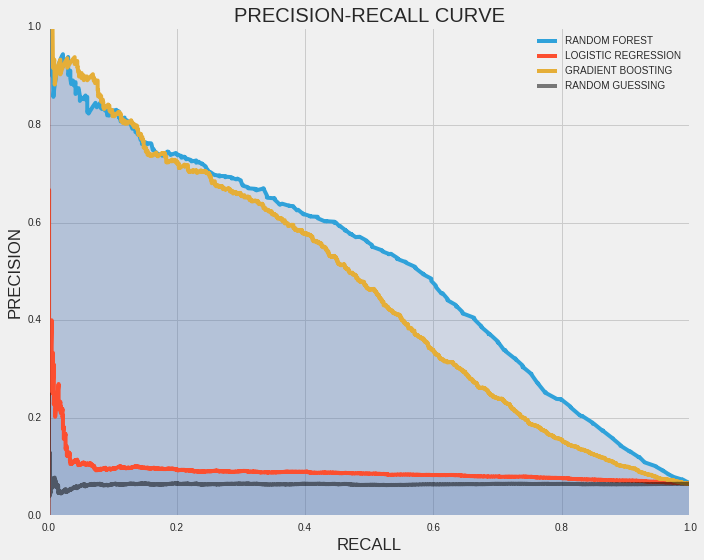 PRECISION-RECALL CURVE
RANDOM FOREST
LOGISTIC REGRESSION
GRADIENT BOOSTING
RANDOM GUESSING
1.0
0.8
0.6
0.4
0.2
0.0
PRECISION
0.0 0.2 0.4 0.6 0.8 1.0
RECALL